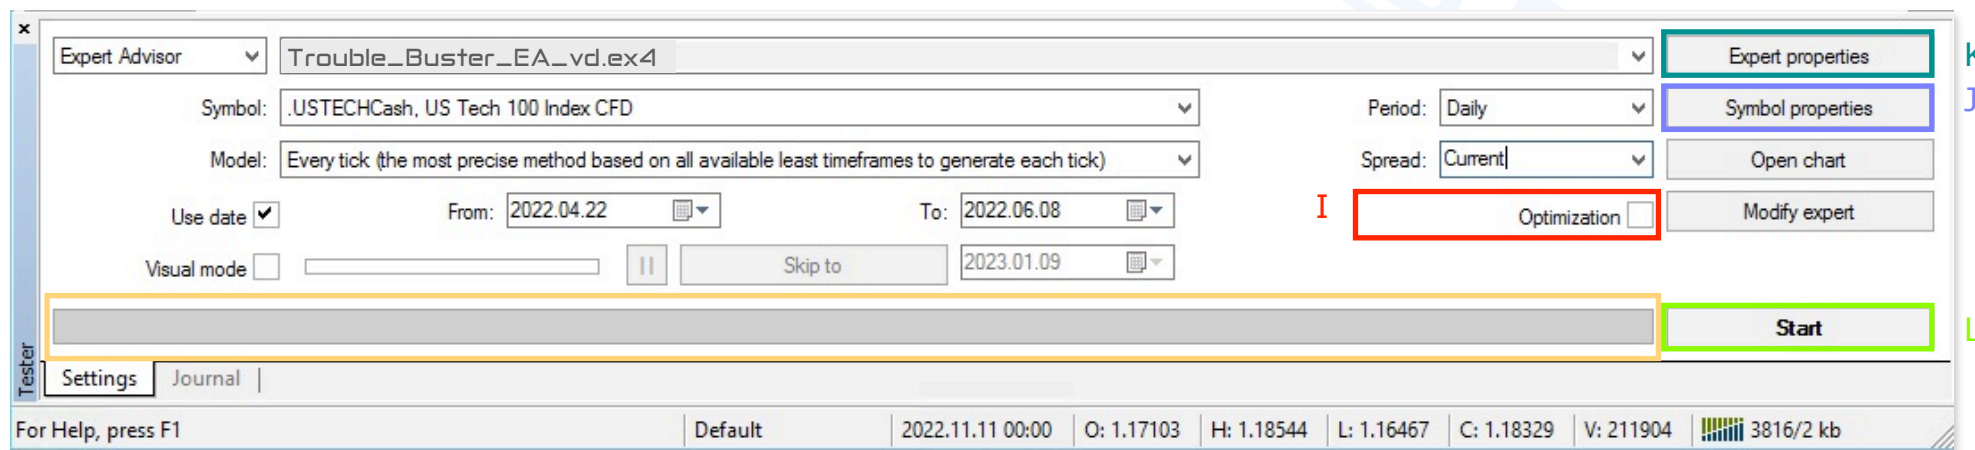 Expert Advisor Trouble_Buster_EA_vd.ex4 Expert properties K
Symbol: .USTECHCash, US Tech 100 Index CFD Period: Daily Symbol properties J
Model: Every tick (the most precise method based on all available least timeframes to generate each tick) Spread: Current Open chart
Use date From: 2022.04.22 To: 2022.06.08 I Optimization Modify expert
Visual mode Skip to 2023.01.09
Start L
Tester
Settings Journal
For Help, press F1 Default 2022.11.11 00:00 O: 1.17103 H: 1.18544 L: 1.16467 C: 1.18329 V: 211904 3816/2 kb